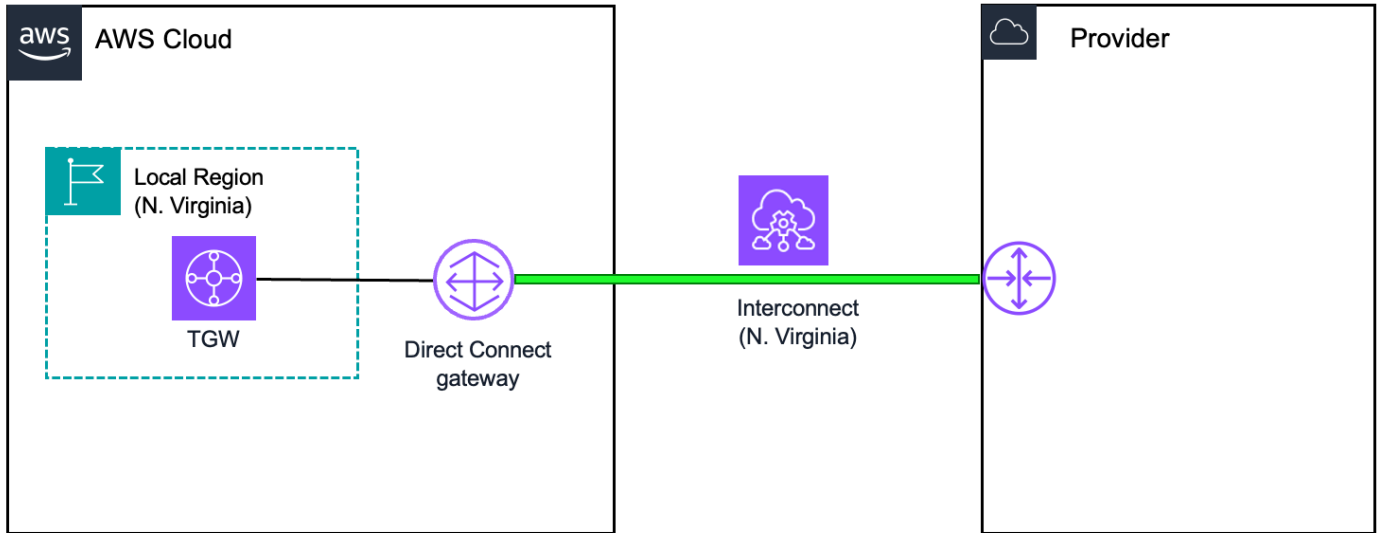 aws
AWS Cloud
Provider
Local Region
(N. Virginia)
TGW
Direct Connect
gateway
Interconnect
(N. Virginia)